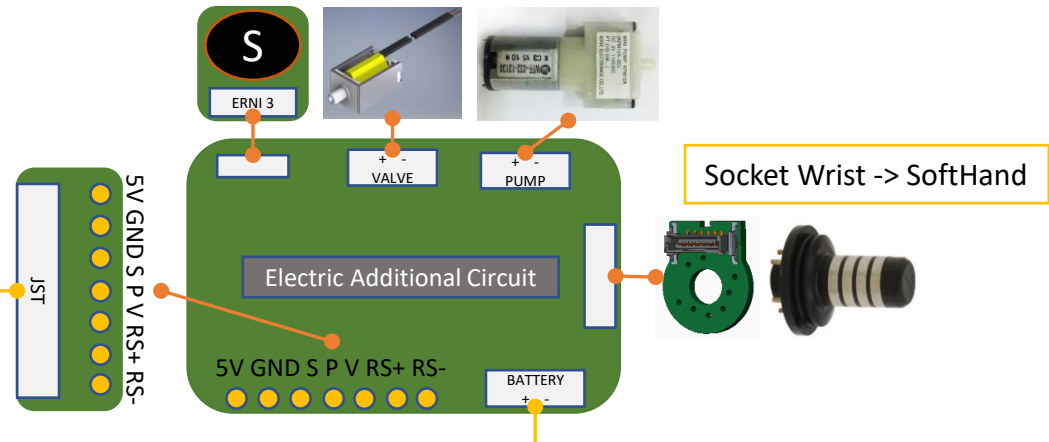 S
ERNI 3
+ -
VALVE
+ -
PUMP
Socket Wrist -> SoftHand
JST
5V GND S P V RS+ RS-
Electric Additional Circuit
5V GND S P V RS+ RS-
BATTERY
+ -